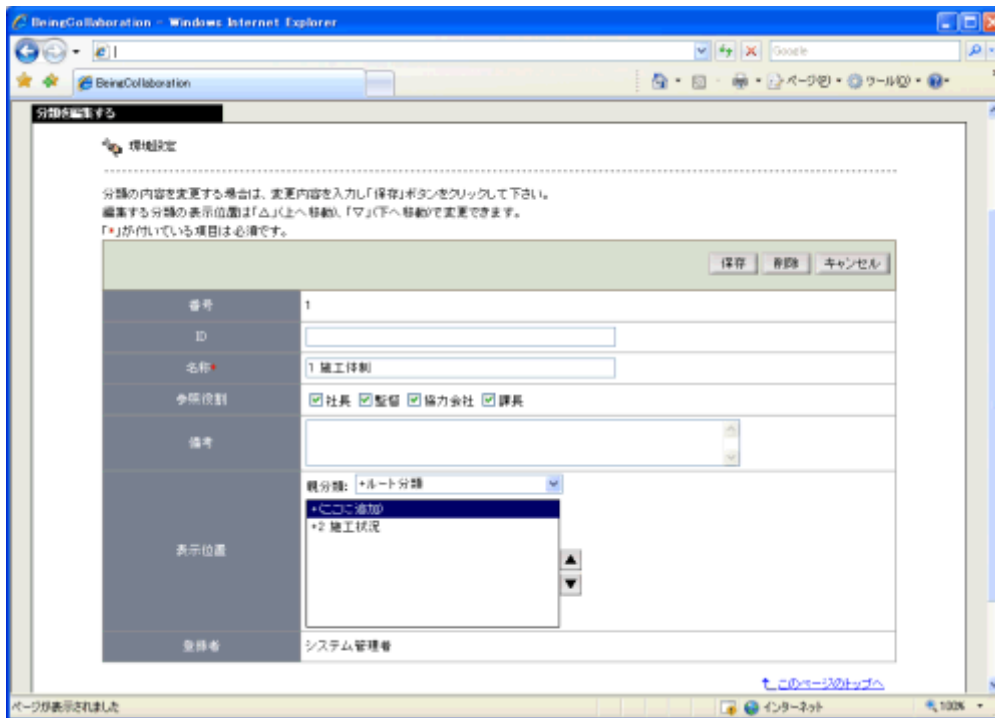 BeingCollaboration - Windows Internet Explorer
Google
BeingCollaboration
ページ(P) ツール(O)
分類を編集する
環境設定
分類の内容を変更する場合は、変更内容を入力し「保存」ボタンをクリックして下さい。
編集する分類の表示位置は「△」(上へ移動)、「▽」(下へ移動)で変更できます。
「*」が付いている項目は必須です。
保存 削除 キャンセル
番号 1
ID
名称* 1 施工体制
参照役割 社長 監督 協力会社 課長
備考
親分類: +ルート分類
+(ここに追加)
+2 施工状況
表示位置
▲
▼
登録者 システム管理者
このページのトップへ
ページが表示されました インターネット 100%